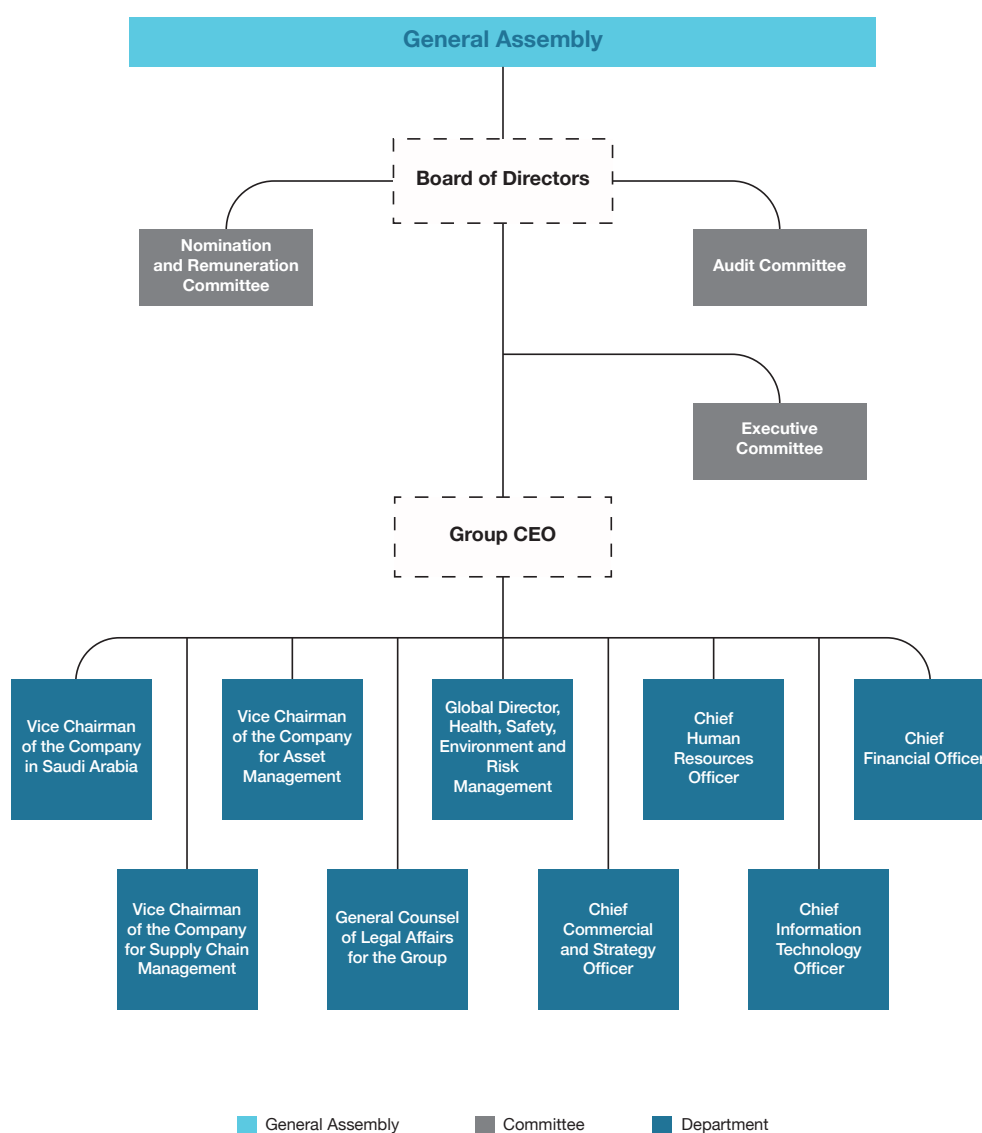 General Assembly
Board of Directors
Nomination
and Remuneration
Committee
Audit Committee
Executive
Committee
Group CEO
Vice Chairman
of the Company
in Saudi Arabia
Vice Chairman
of the Company
for Asset
Management
Global Director,
Health, Safety,
Environment and
Risk
Management
Chief
Human
Resources
Officer
Chief
Financial Officer
Vice Chairman
of the Company
for Supply Chain
Management
General Counsel
of Legal Affairs
for the Group
Chief
Commercial
and Strategy
Officer
Chief
Information
Technology
Officer
General Assembly
Committee
Department